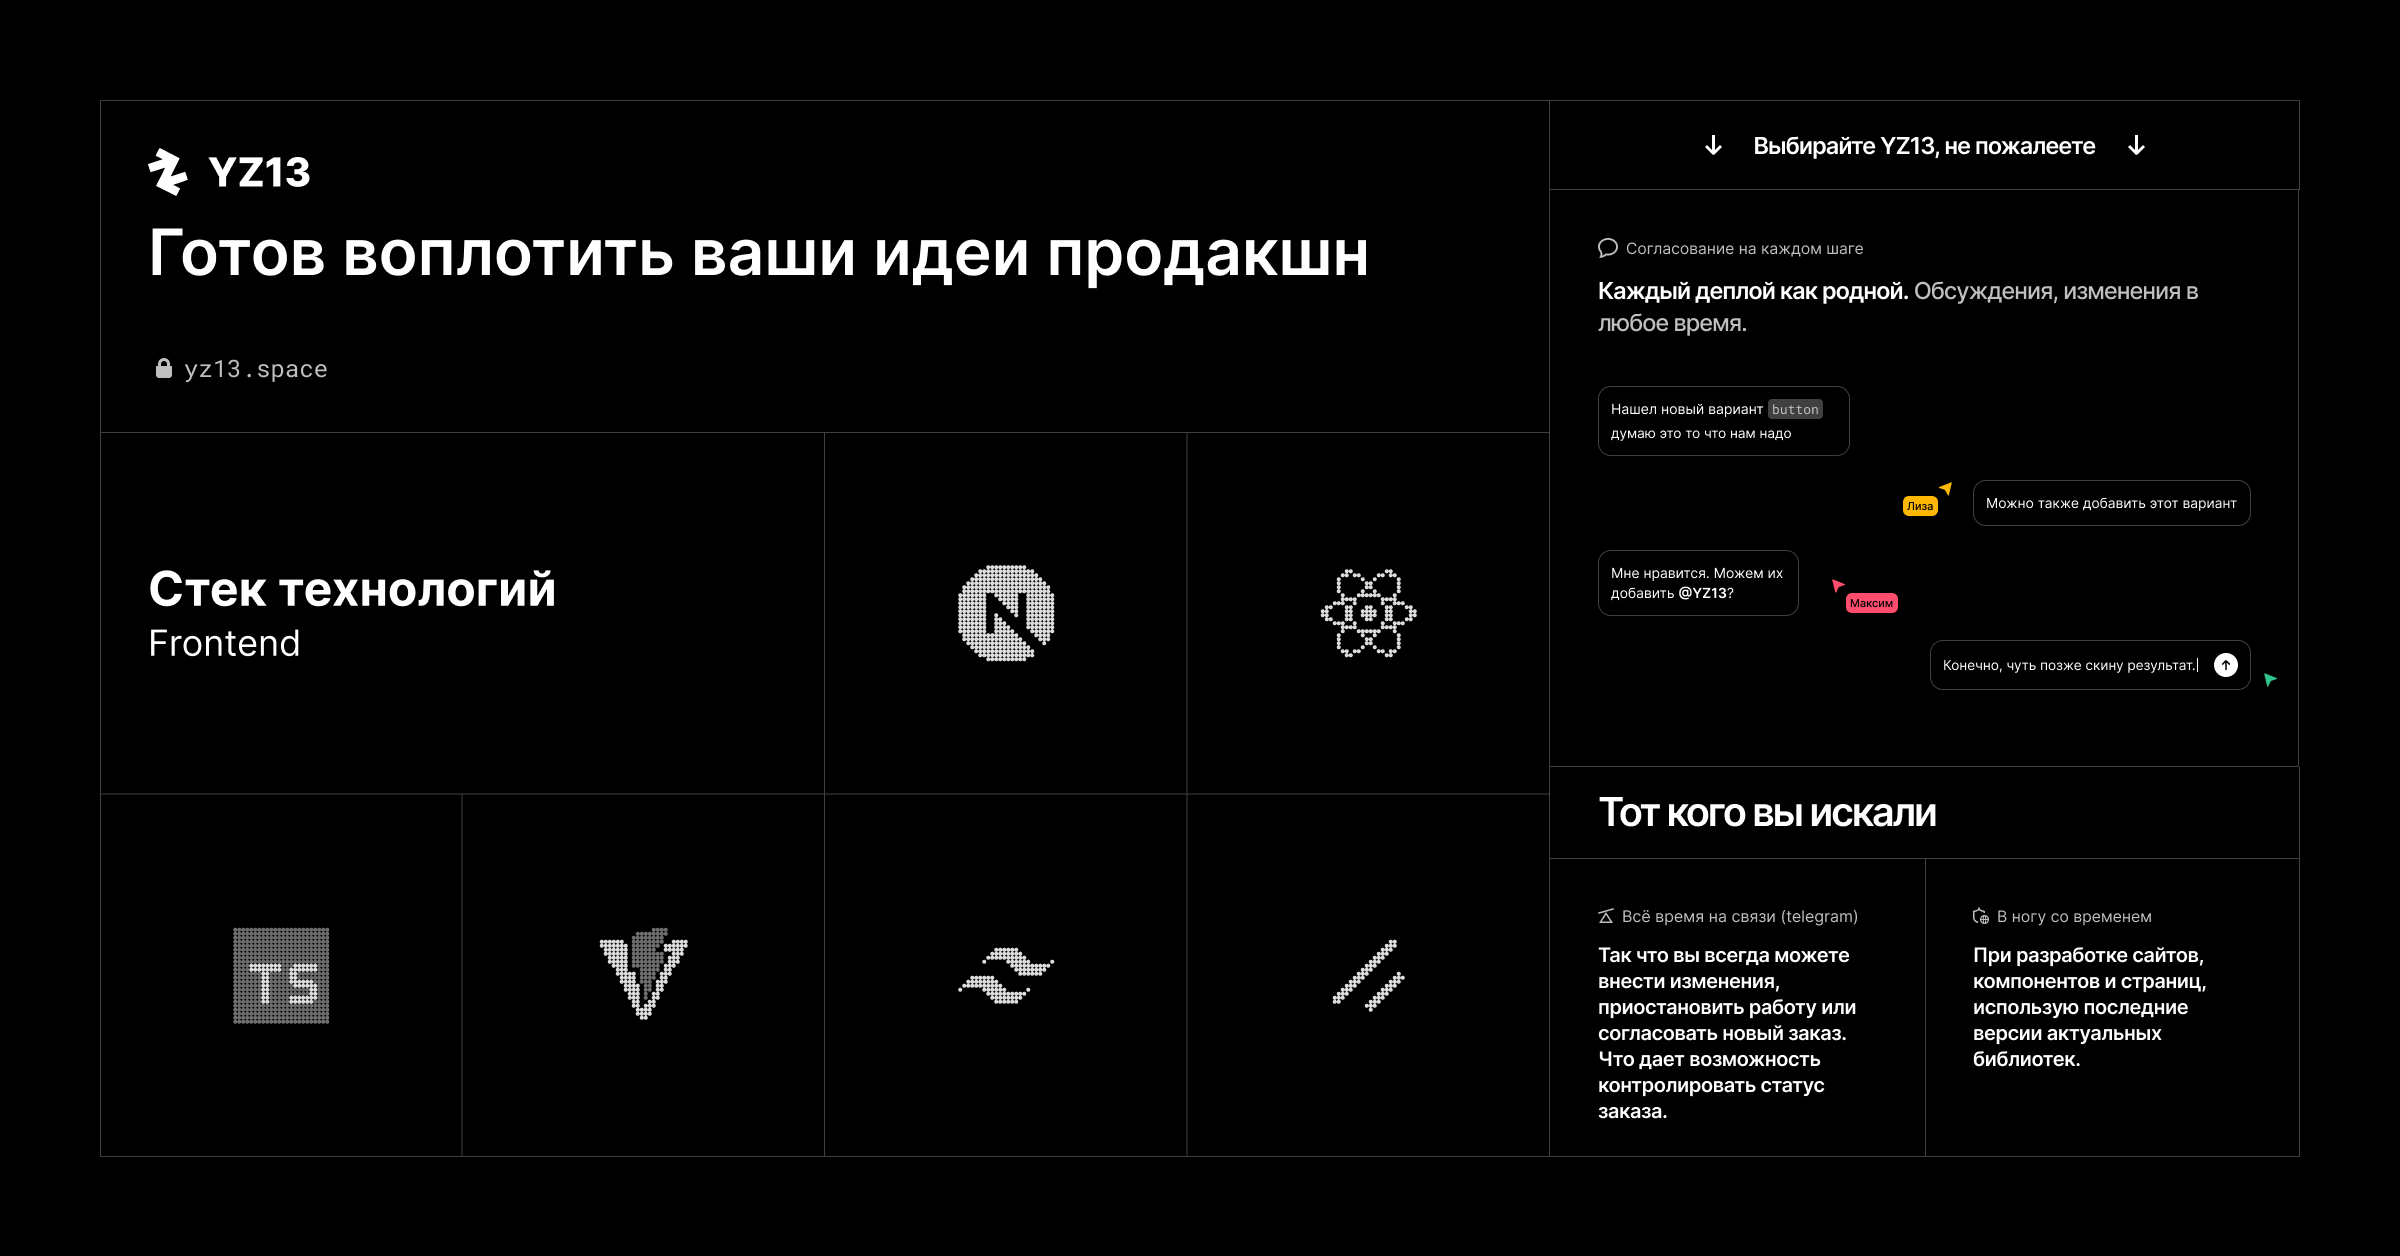 YZ13
Готов воплотить ваши идеи продакшн
yz13.space
Стек технологий
Frontend
N
TS
Выбирайте YZ13, не пожалеете
Согласование на каждом шаге
Каждый деплой как родной. Обсуждения, изменения в
любое время.
Нашел новый вариант button
думаю это то что нам надо
Лиза
Можно также добавить этот вариант
Мне нравится. Можем их
добавить @YZ13?
Максим
Конечно, чуть позже скину результат.
Тот кого вы искали
Всё время на связи (telegram)
Так что вы всегда можете
внести изменения,
приостановить работу или
согласовать новый заказ.
Что дает возможность
контролировать статус
заказа.
В ногу со временем
При разработке сайтов,
компонентов и страниц,
использую последние
версии актуальных
библиотек.